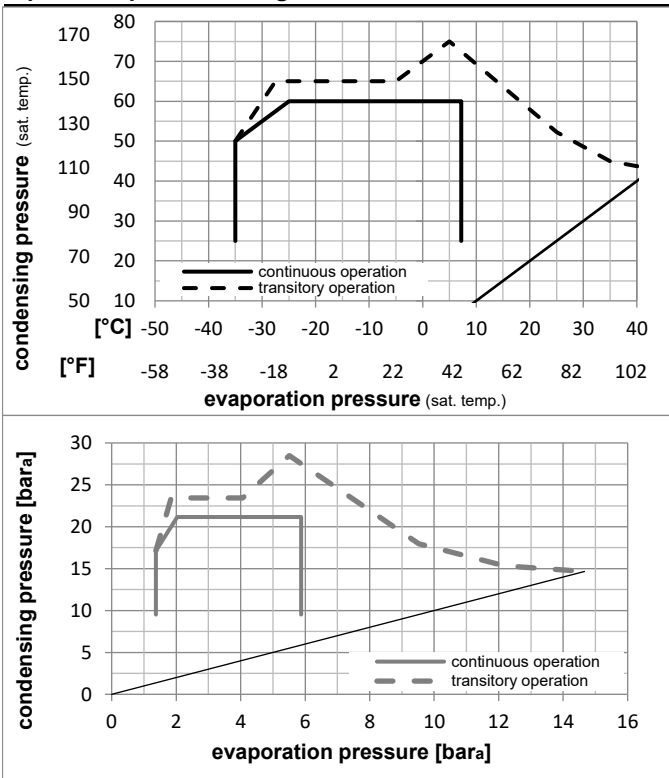 170 80
70
150 60
130 50
110 40
90 30
70 20
50 10
condensing pressure (sat. temp.)
continuous operation
transitory operation
[°C] -50 -40 -30 -20 -10 0 10 20 30 40
[°F] -58 -38 -18 2 22 42 62 82 102
evaporation pressure (sat. temp.)
30
25
20
15
10
5
0
condensing pressure [bara]
continuous operation
transitory operation
0 2 4 6 8 10 12 14 16
evaporation pressure [bara]